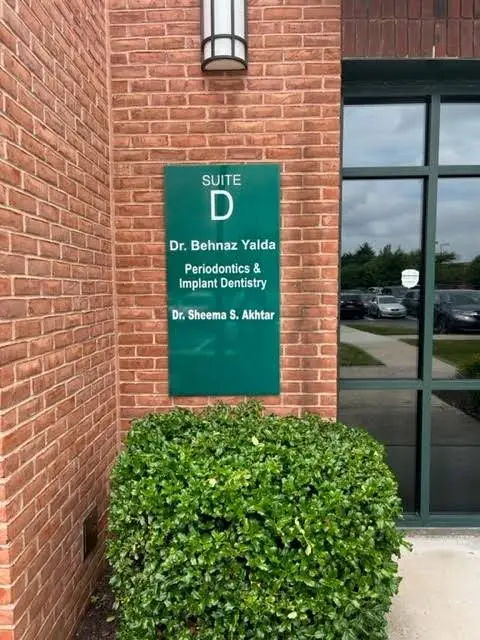 SUITE
D
Dr. Behnaz Yalda
Periodontics &
Implant Dentistry
Dr. Sheema S. Akhtar